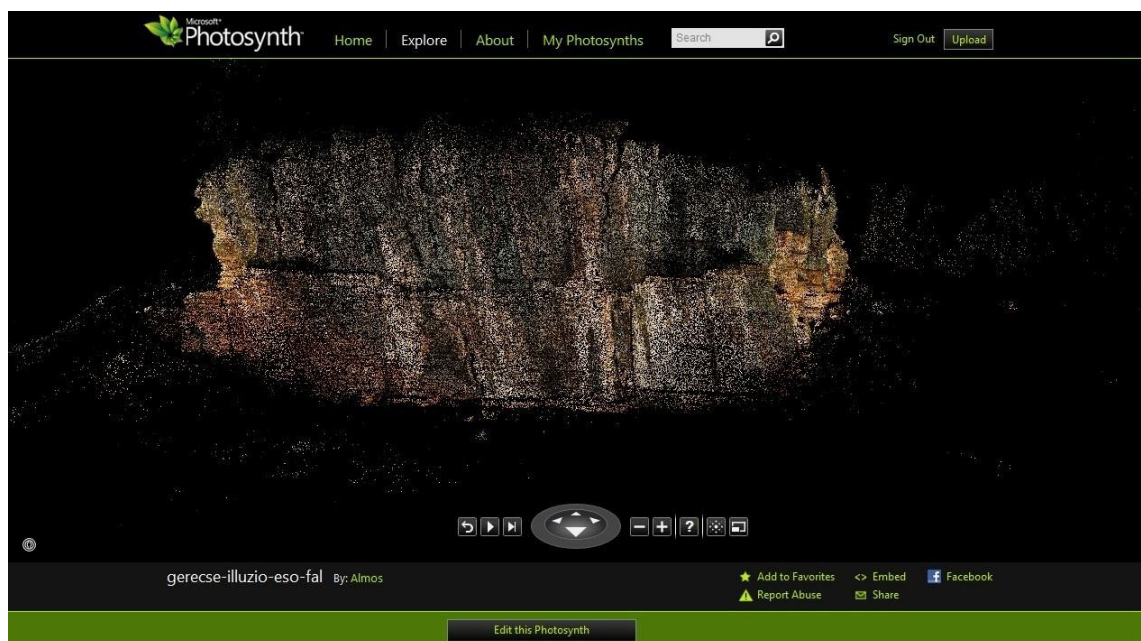 Microsoft®
Photosynth™
Home Explore About My Photosynths Search Sign Out Upload
gerecse-illuzio-eso-fal By: Almos
Add to Favorites <> Embed Facebook
Report Abuse Share
Edit this Photosynth